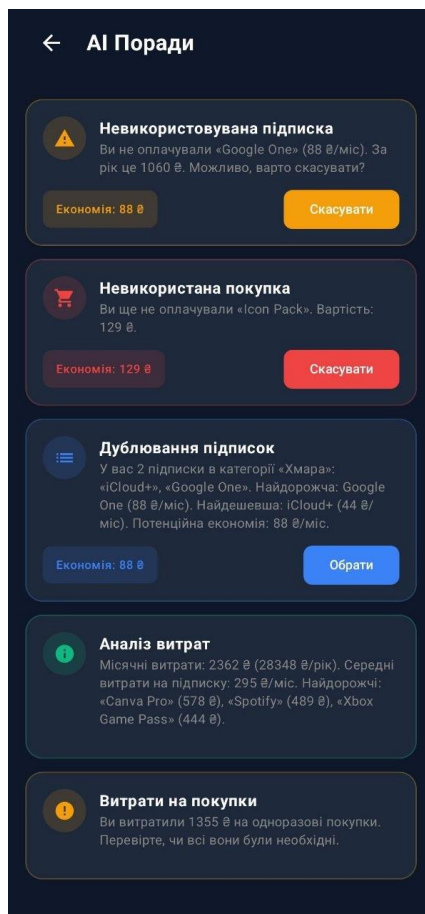 AI Поради
Невикористовувана підписка
Ви не оплачували «Google One» (88 ₴/міс). За
рік це 1060 ₴. Можливо, варто скасувати?
Економія: 88 ₴
Скасувати
Невикористана покупка
Ви ще не оплачували «Icon Pack». Вартість:
129 ₴.
Економія: 129 ₴
Скасувати
Дублювання підписок
У вас 2 підписки в категорії «Хмара»:
«iCloud+», «Google One». Найдорожча: Google
One (88 ₴/міс). Найдешевша: iCloud+ (44 ₴/
міс). Потенційна економія: 88 ₴/міс.
Економія: 88 ₴
Обрати
Аналіз витрат
Місячні витрати: 2362 ₴ (28348 ₴/рік). Середні
витрати на підписку: 295 ₴/міс. Найдорожчі:
«Canva Pro» (578 ₴), «Spotify» (489 ₴), «Xbox
Game Pass» (444 ₴).
Витрати на покупки
Ви витратили 1355 ₴ на одноразові покупки.
Перевірте, чи всі вони були необхідні.